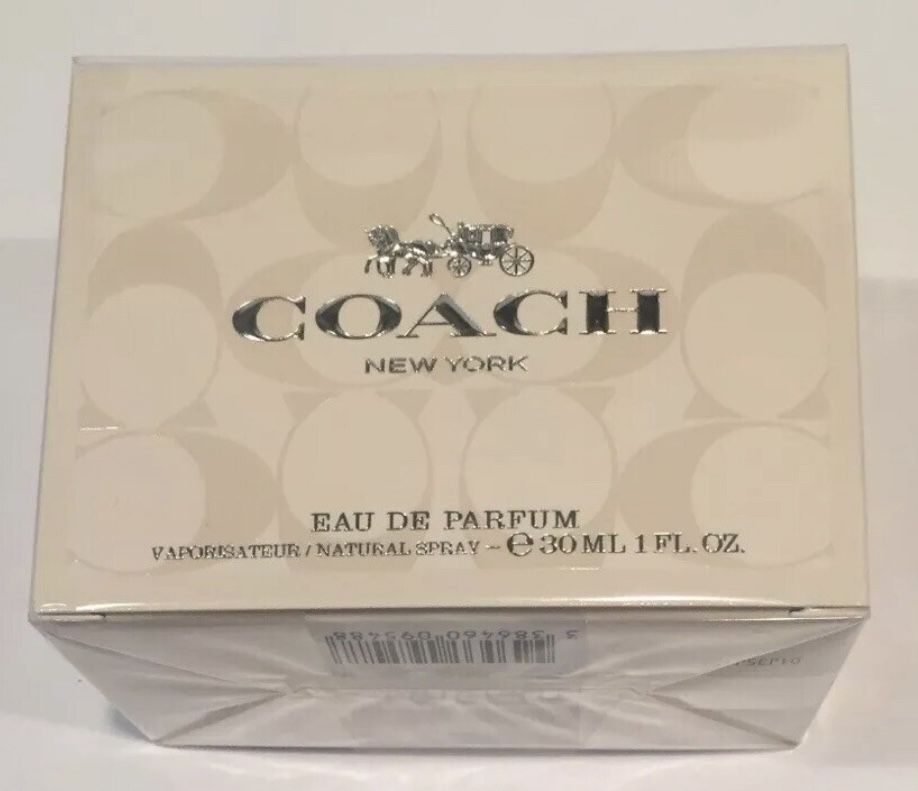 COACH
NEW YORK
EAU DE PARFUM
VAPORISATEUR / NATURAL SPRAY - ℮ 30 ML 1 FL. OZ.